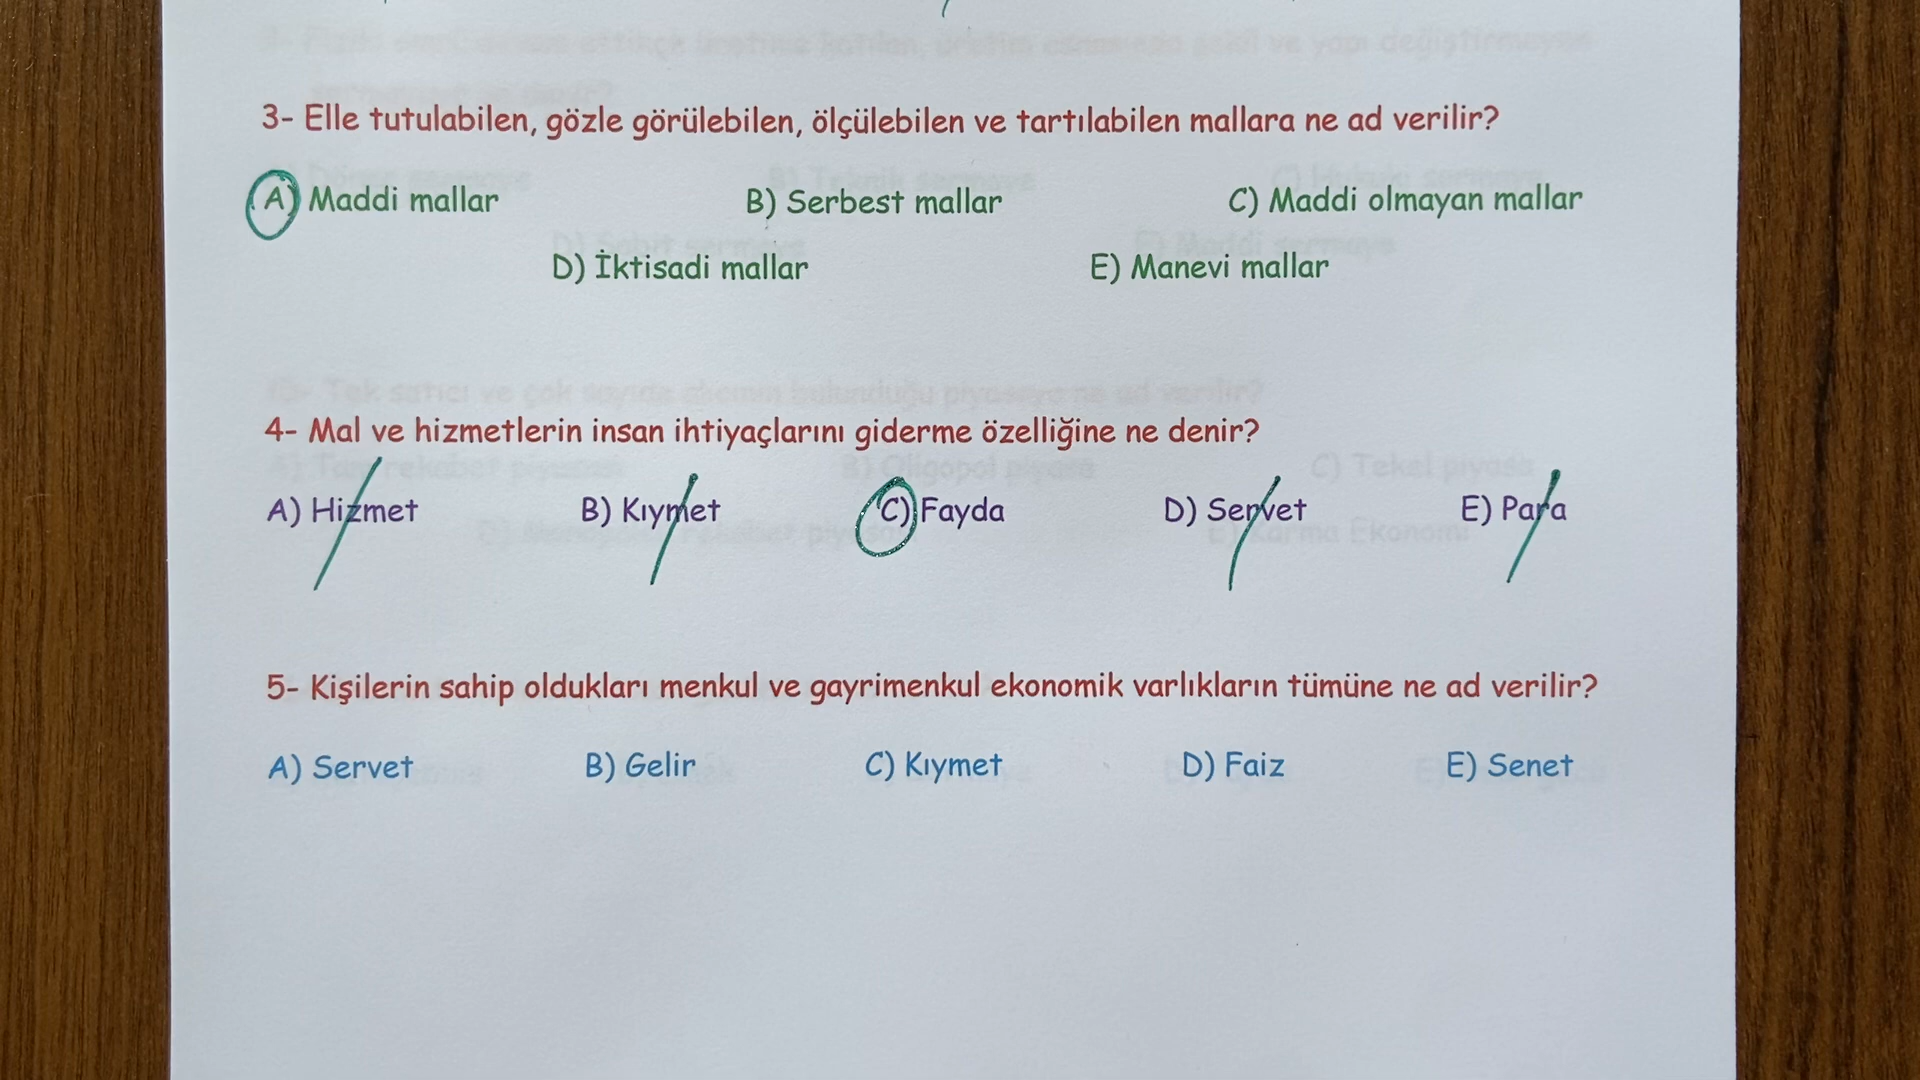 3- Elle tutulabilen, gözle görülebilen, ölçülebilen ve tartılabilen mallara ne ad verilir?
A) Maddi mallar B) Serbest mallar C) Maddi olmayan mallar
D) İktisadi mallar E) Manevi mallar
4- Mal ve hizmetlerin insan ihtiyaçlarını giderme özelliğine ne denir?
A) Hizmet B) Kıymet C) Fayda D) Servet E) Para
5- Kişilerin sahip oldukları menkul ve gayrimenkul ekonomik varlıkların tümüne ne ad verilir?
A) Servet B) Gelir C) Kıymet D) Faiz E) Senet